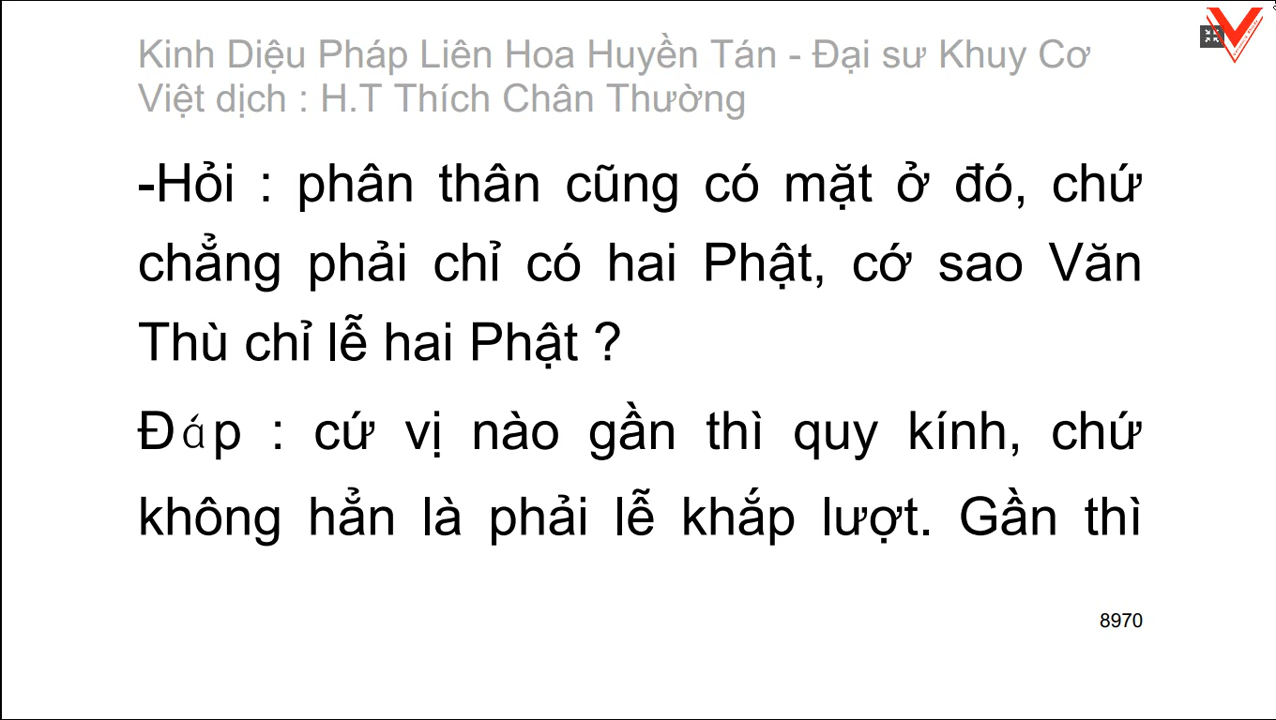 Kinh Diệu Pháp Liên Hoa Huyền Tán - Đại sư Khuy Cơ
Việt dịch : H.T Thích Chân Thường
-Hỏi : phân thân cũng có mặt ở đó, chứ
chẳng phải chỉ có hai Phật, cớ sao Văn
Thù chỉ lễ hai Phật ?
Đáp : cứ vị nào gần thì quy kính, chứ
không hẳn là phải lễ khắp lượt. Gần thì
8970